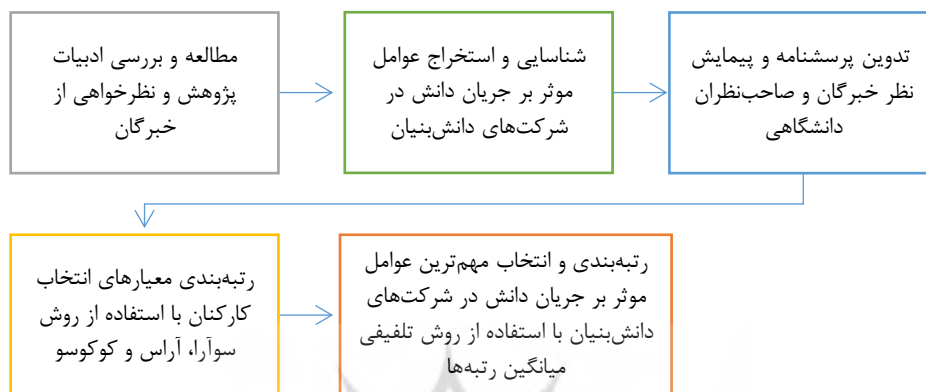 مطالعه و بررسی ادبیات
پژوهش و نظرخواهی از
خبرگان
شناسایی و استخراج عوامل
موثر بر جریان دانش در
شرکت‌های دانش‌بنیان
تدوین پرسشنامه و پیمایش
نظر خبرگان و صاحب‌نظران
دانشگاهی
رتبه‌بندی معیارهای انتخاب
کارکنان با استفاده از روش
سوآرا، آراس و کوکوسو
رتبه‌بندی و انتخاب مهم‌ترین عوامل
موثر بر جریان دانش در شرکت‌های
دانش‌بنیان با استفاده از روش تلفیفی
میانگین رتبه‌ها